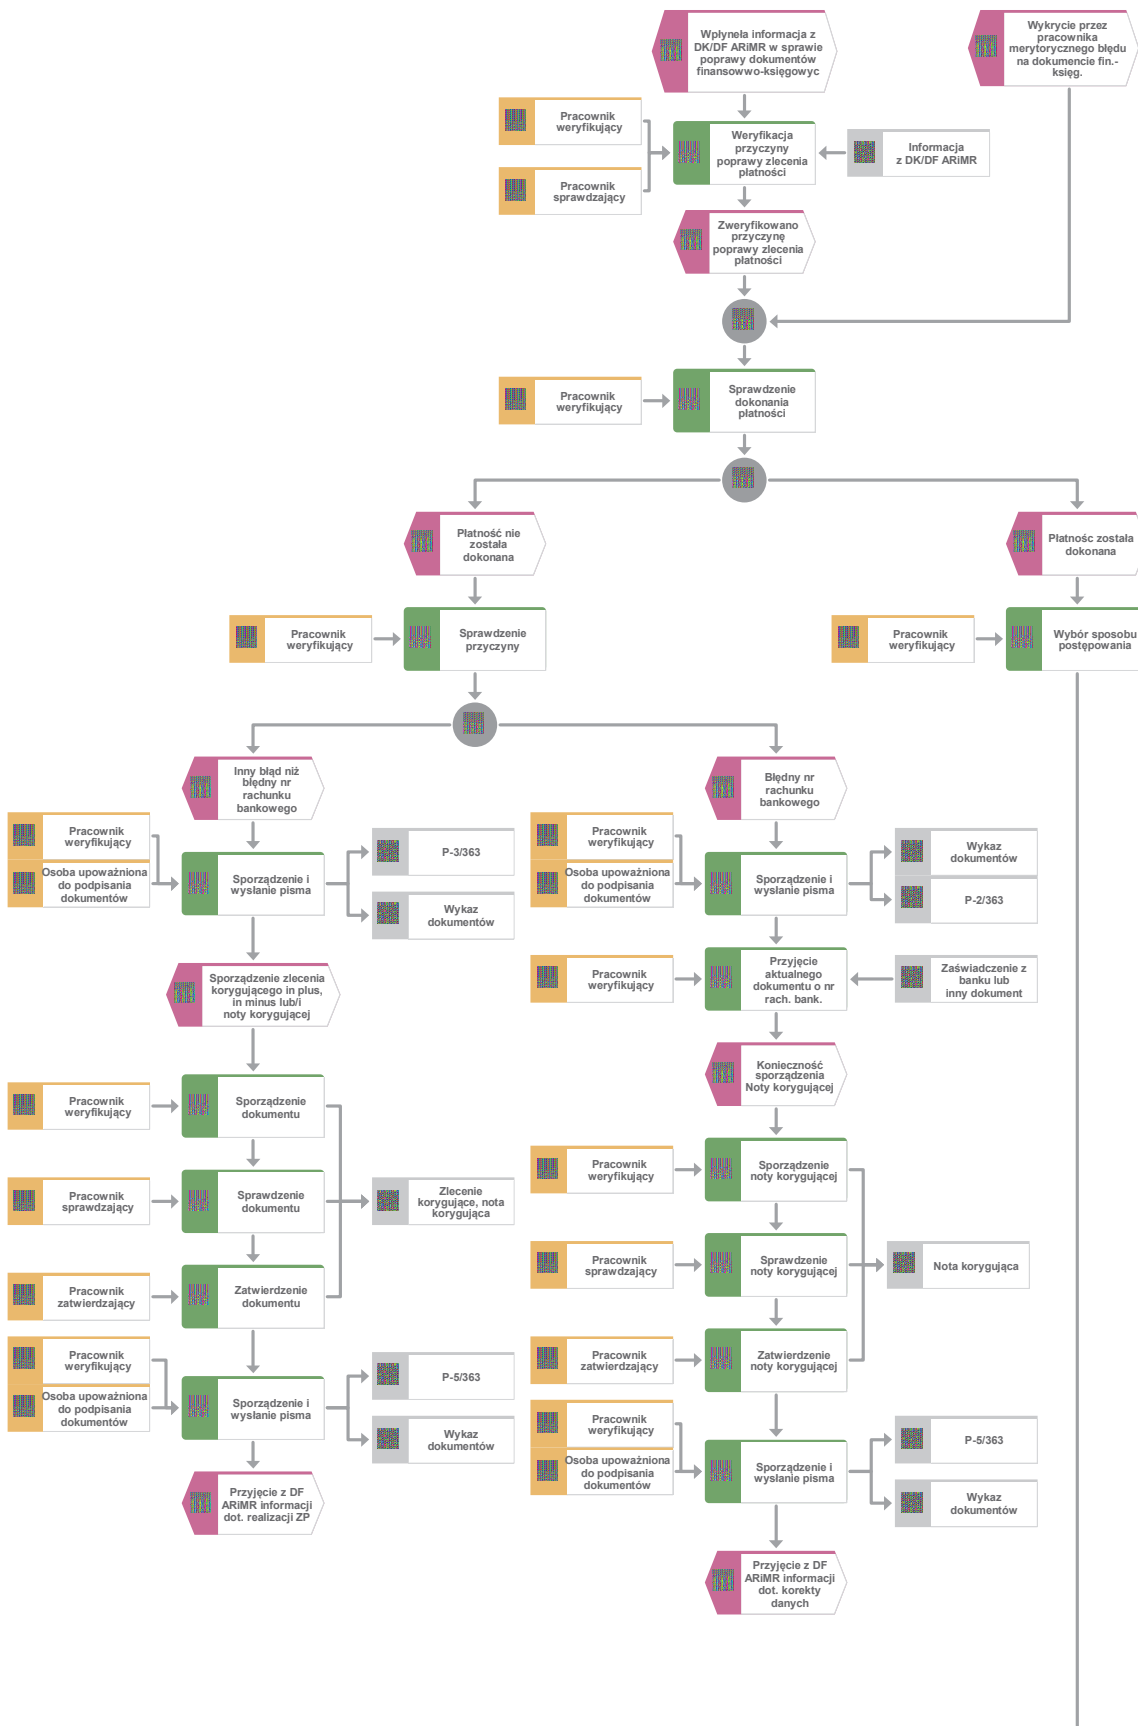 Wpłyneła informacja z
DK/DF ARiMR w sprawie
poprawy dokumentów
finansowwo-księgowyc
Wykrycie przez
pracownika
merytorycznego błędu
na dokumencie fin.-
księg.
Pracownik
weryfikujący
Weryfikacja
przyczyny
poprawy zlecenia
płatności
Informacja
z DK/DF ARiMR
Pracownik
sprawdzający
Zweryfikowano
przyczynę
poprawy zlecenia
płatności
Pracownik
weryfikujący
Sprawdzenie
dokonania
płatności
Płatność nie
została
dokonana
Płatnośc została
dokonana
Pracownik
weryfikujący
Sprawdzenie
przyczyny
Pracownik
weryfikujący
Wybór sposobu
postępowania
Inny błąd niż
błędny nr
rachunku
bankowego
Błędny nr
rachunku
bankowego
Pracownik
weryfikujący
Osoba upoważniona
do podpisania
dokumentów
Sporządzenie i
wysłanie pisma
P-3/363
Wykaz
dokumentów
Pracownik
weryfikujący
Osoba upoważniona
do podpisania
dokumentów
Sporządzenie i
wysłanie pisma
Wykaz
dokumentów
P-2/363
Sporządzenie zlecenia
korygującego in plus,
in minus lub/i
noty korygującej
Pracownik
weryfikujący
Przyjęcie
aktualnego
dokumentu o nr
rach. bank.
Zaświadczenie z
banku lub
inny dokument
Konieczność
sporządzenia
Noty korygującej
Pracownik
weryfikujący
Sporządzenie
dokumentu
Pracownik
weryfikujący
Sporządzenie
noty korygującej
Pracownik
sprawdzający
Sprawdzenie
dokumentu
Zlecenie
korygujące, nota
korygująca
Pracownik
sprawdzający
Sprawdzenie
noty korygującej
Nota korygująca
Pracownik
zatwierdzający
Zatwierdzenie
dokumentu
Pracownik
zatwierdzający
Zatwierdzenie
noty korygującej
Pracownik
weryfikujący
Osoba upoważniona
do podpisania
dokumentów
Sporządzenie i
wysłanie pisma
P-5/363
Wykaz
dokumentów
Pracownik
weryfikujący
Osoba upoważniona
do podpisania
dokumentów
Sporządzenie i
wysłanie pisma
P-5/363
Wykaz
dokumentów
Przyjęcie z DF
ARiMR informacji
dot. realizacji ZP
Przyjęcie z DF
ARiMR informacji
dot. korekty
danych